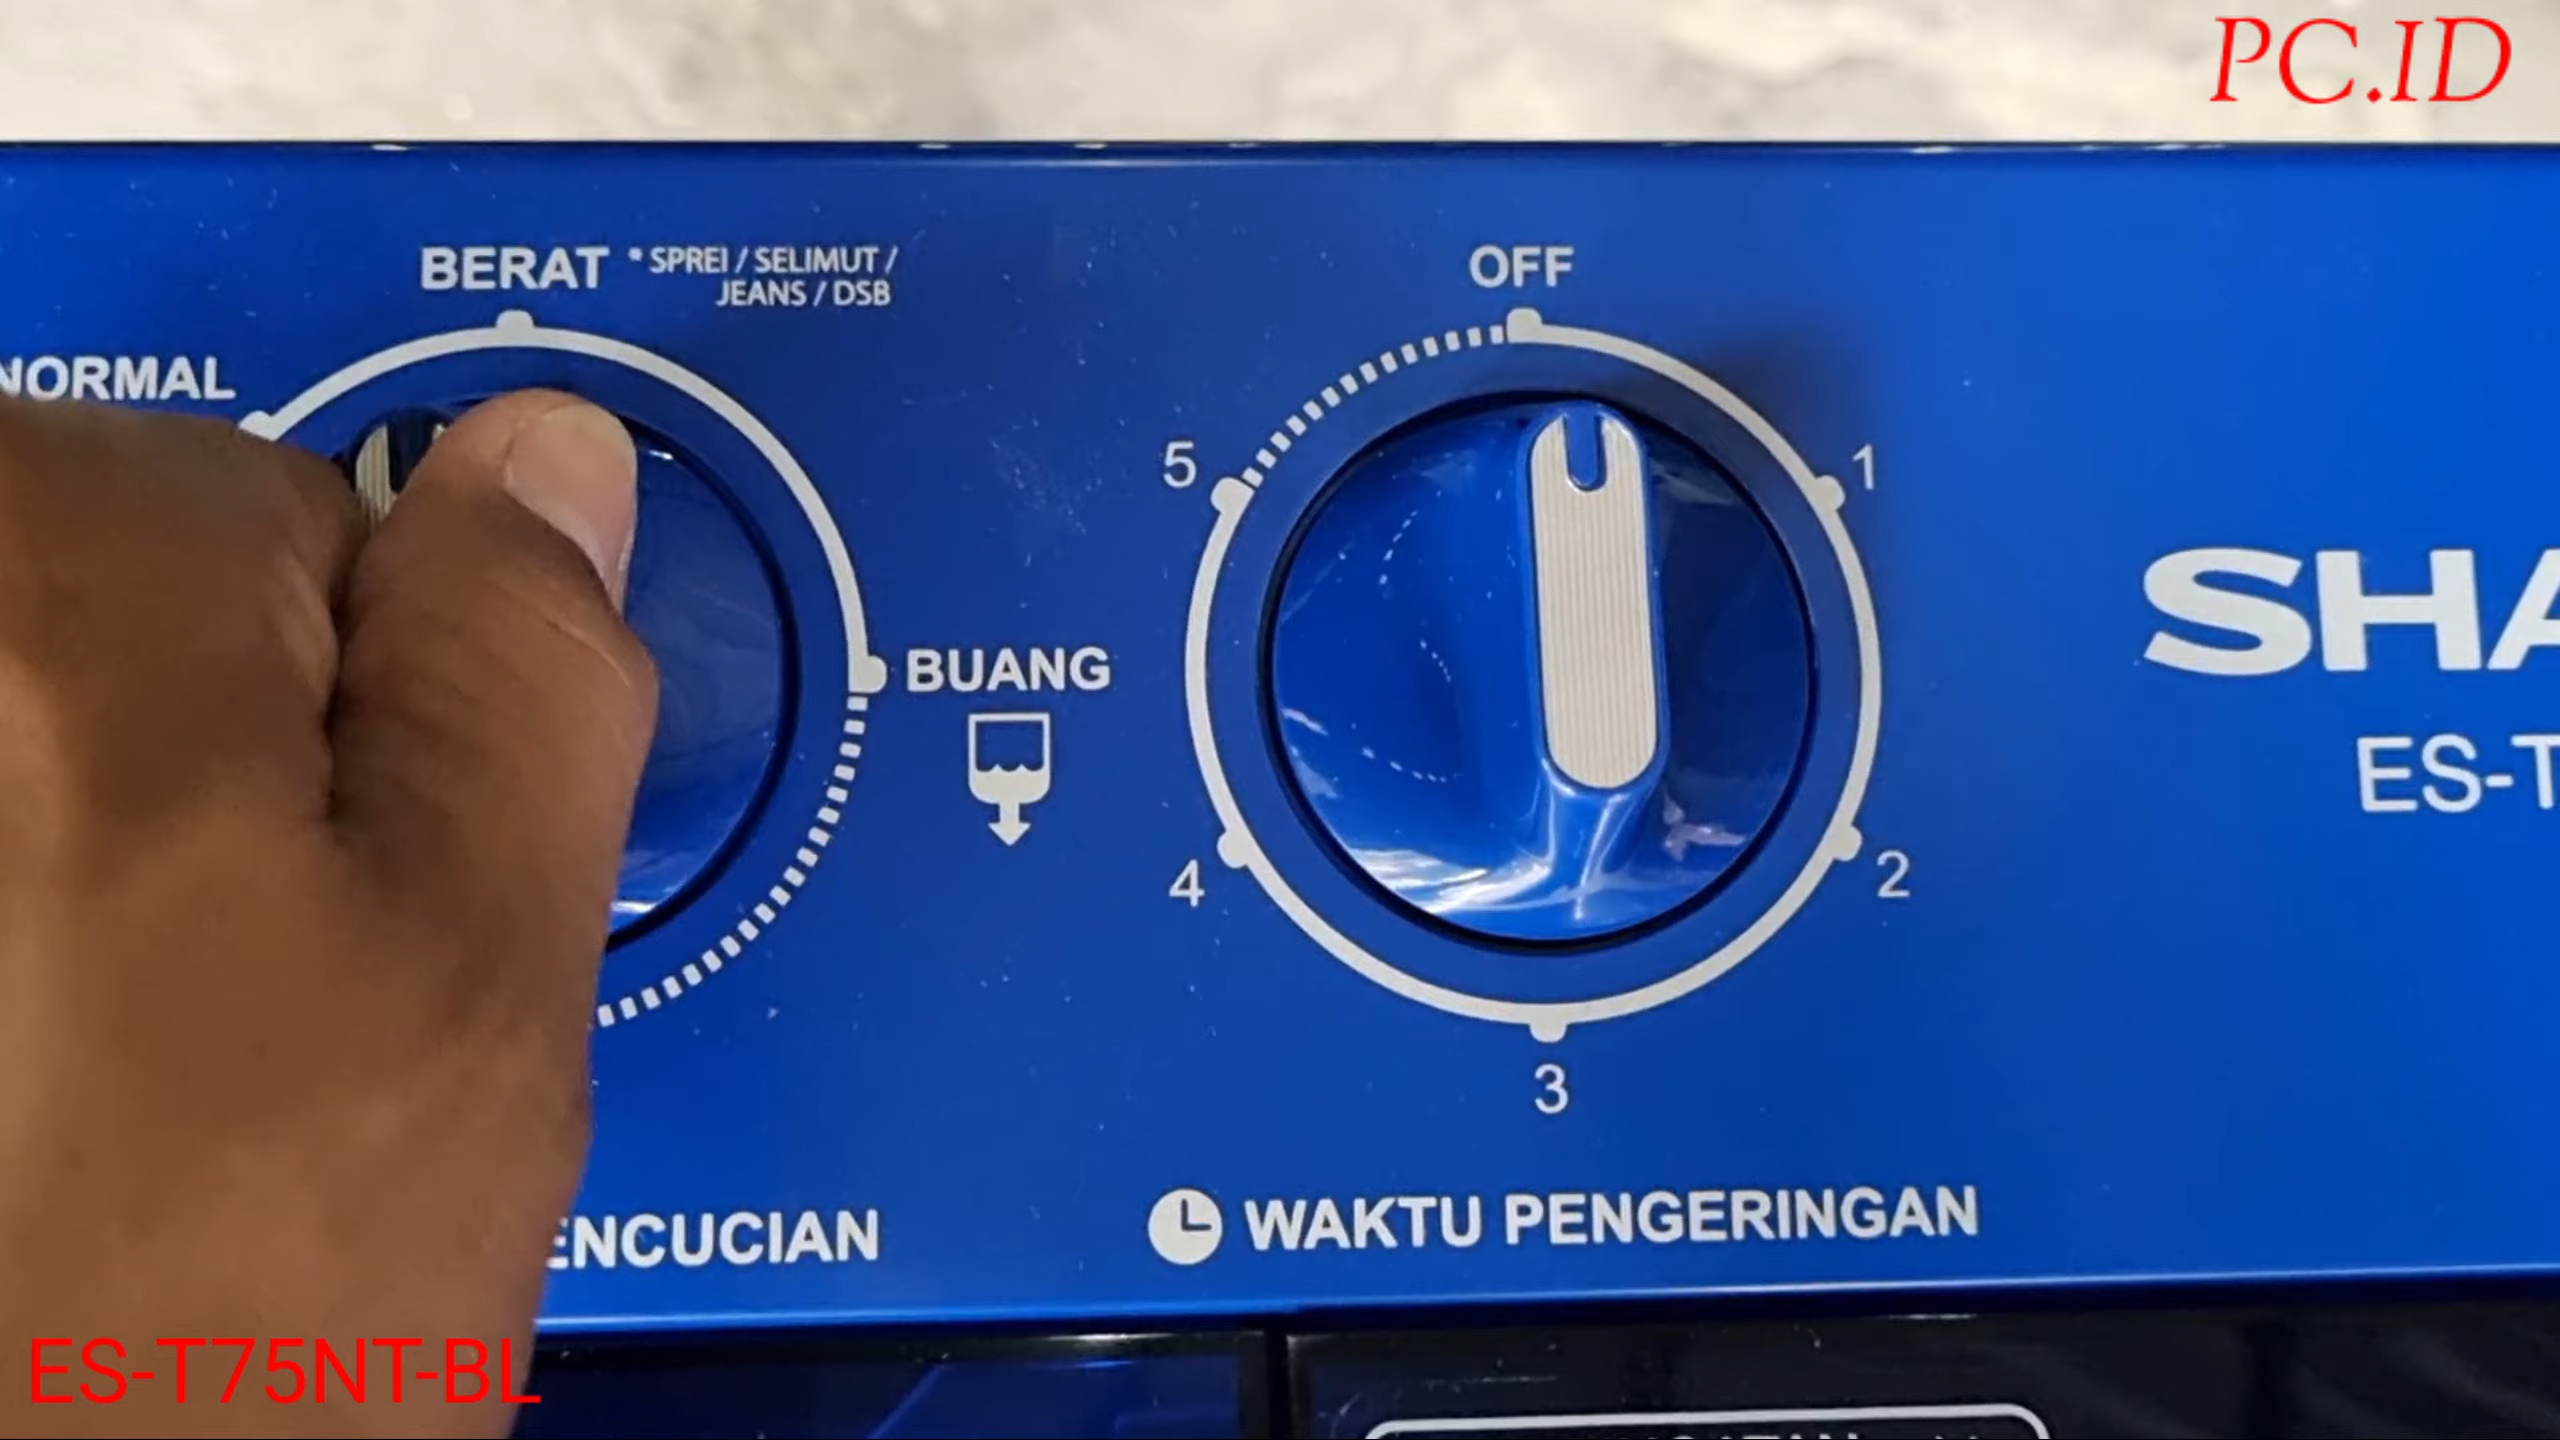 PC.ID
BERAT * SPREI / SELIMUT /
JEANS / DSB
OFF
NORMAL
5
1
SHA
BUANG
ES-T
4
2
3
WAKTU PENGERINGAN
ENCUCIAN
ES-T75NT-BL